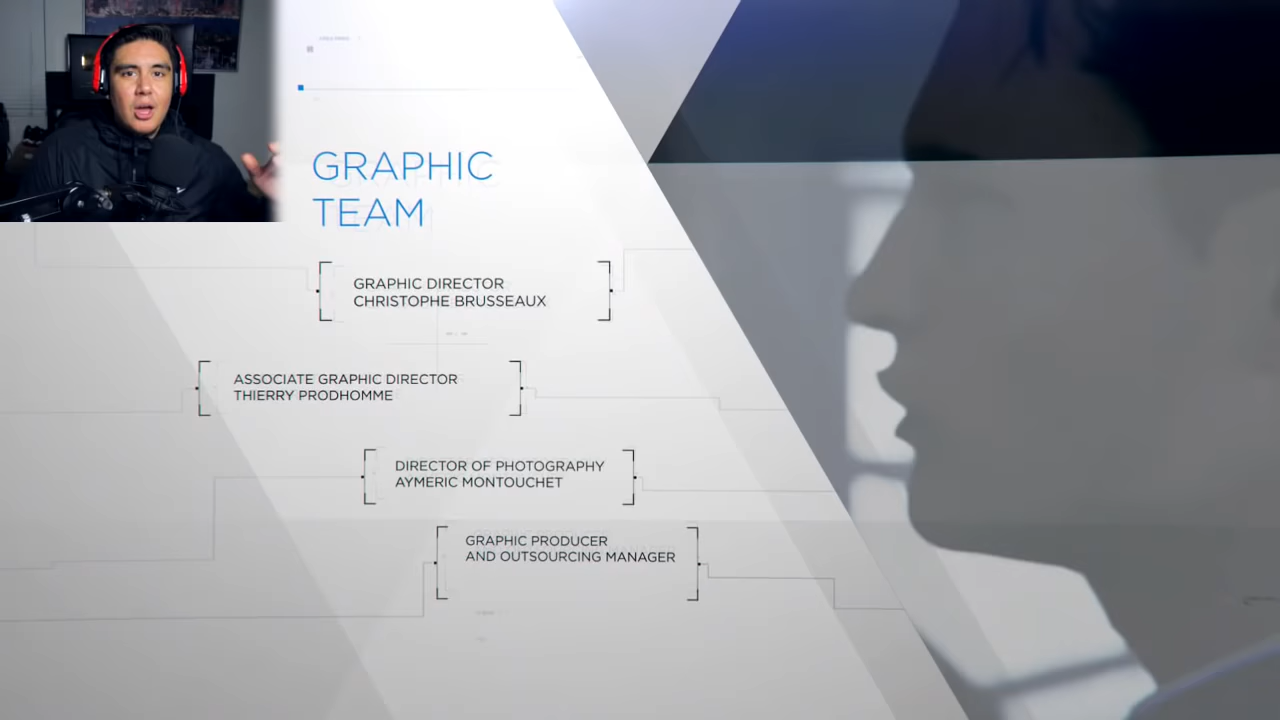 GRAPHIC
TEAM
GRAPHIC DIRECTOR
CHRISTOPHE BRUSSEAUX
ASSOCIATE GRAPHIC DIRECTOR
THIERRY PRODHOMME
DIRECTOR OF PHOTOGRAPHY
AYMERIC MONTOUCHET
GRAPHIC PRODUCER
AND OUTSOURCING MANAGER